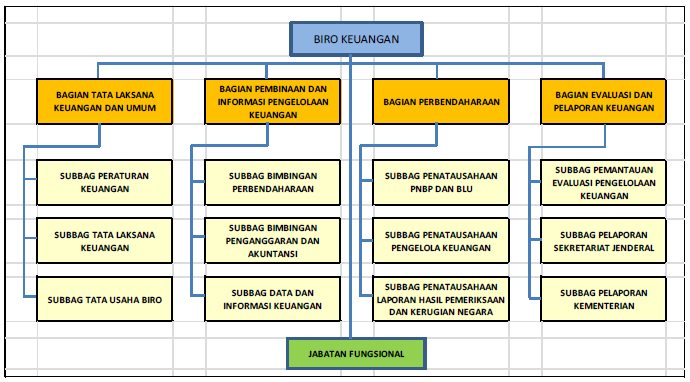 BIRO KEUANGAN
BAGIAN TATA LAKSANA
KEUANGAN DAN UMUM
BAGIAN PEMBINAAN DAN
INFORMASI PENGELOLAAN
KEUANGAN
BAGIAN PERBENDAHARAAN
BAGIAN EVALUASI DAN
PELAPORAN KEUANGAN
SUBBAG PERATURAN
KEUANGAN
SUBBAG BIMBINGAN
PERBENDAHARAAN
SUBBAG PENATAUSAHAAN
PNBP DAN BLU
SUBBAG PEMANTAUAN
EVALUASI PENGELOLAAN
KEUANGAN
SUBBAG TATA LAKSANA
KEUANGAN
SUBBAG BIMBINGAN
PENGANGGARAN DAN
AKUNTANSI
SUBBAG PENATAUSAHAAN
PENGELOLA KEUANGAN
SUBBAG PELAPORAN
SEKRETARIAT JENDERAL
SUBBAG TATA USAHA BIRO
SUBBAG DATA DAN
INFORMASI KEUANGAN
SUBBAG PENATAUSAHAAN
LAPORAN HASIL PEMERIKSAAN
DAN KERUGIAN NEGARA
SUBBAG PELAPORAN
KEMENTERIAN
JABATAN FUNGSIONAL